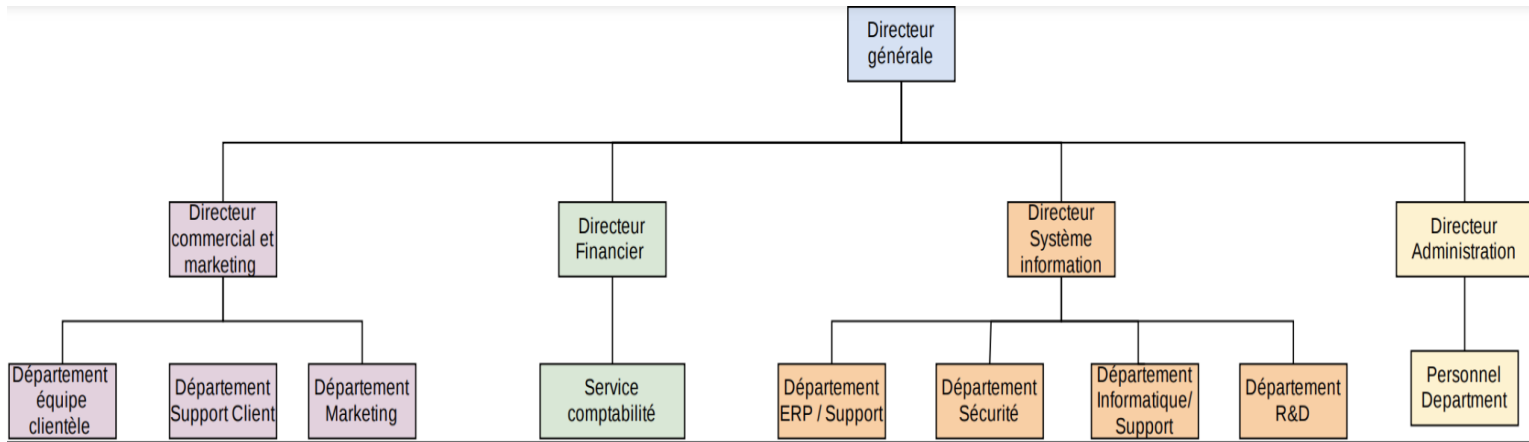 Directeur
générale
Directeur
commercial et
marketing
Directeur
Financier
Directeur
Système
information
Directeur
Administration
Département
équipe
clientèle
Département
Support Client
Département
Marketing
Service
comptabilité
Département
ERP / Support
Département
Sécurité
Département
Informatique/
Support
Département
R&D
Personnel
Department